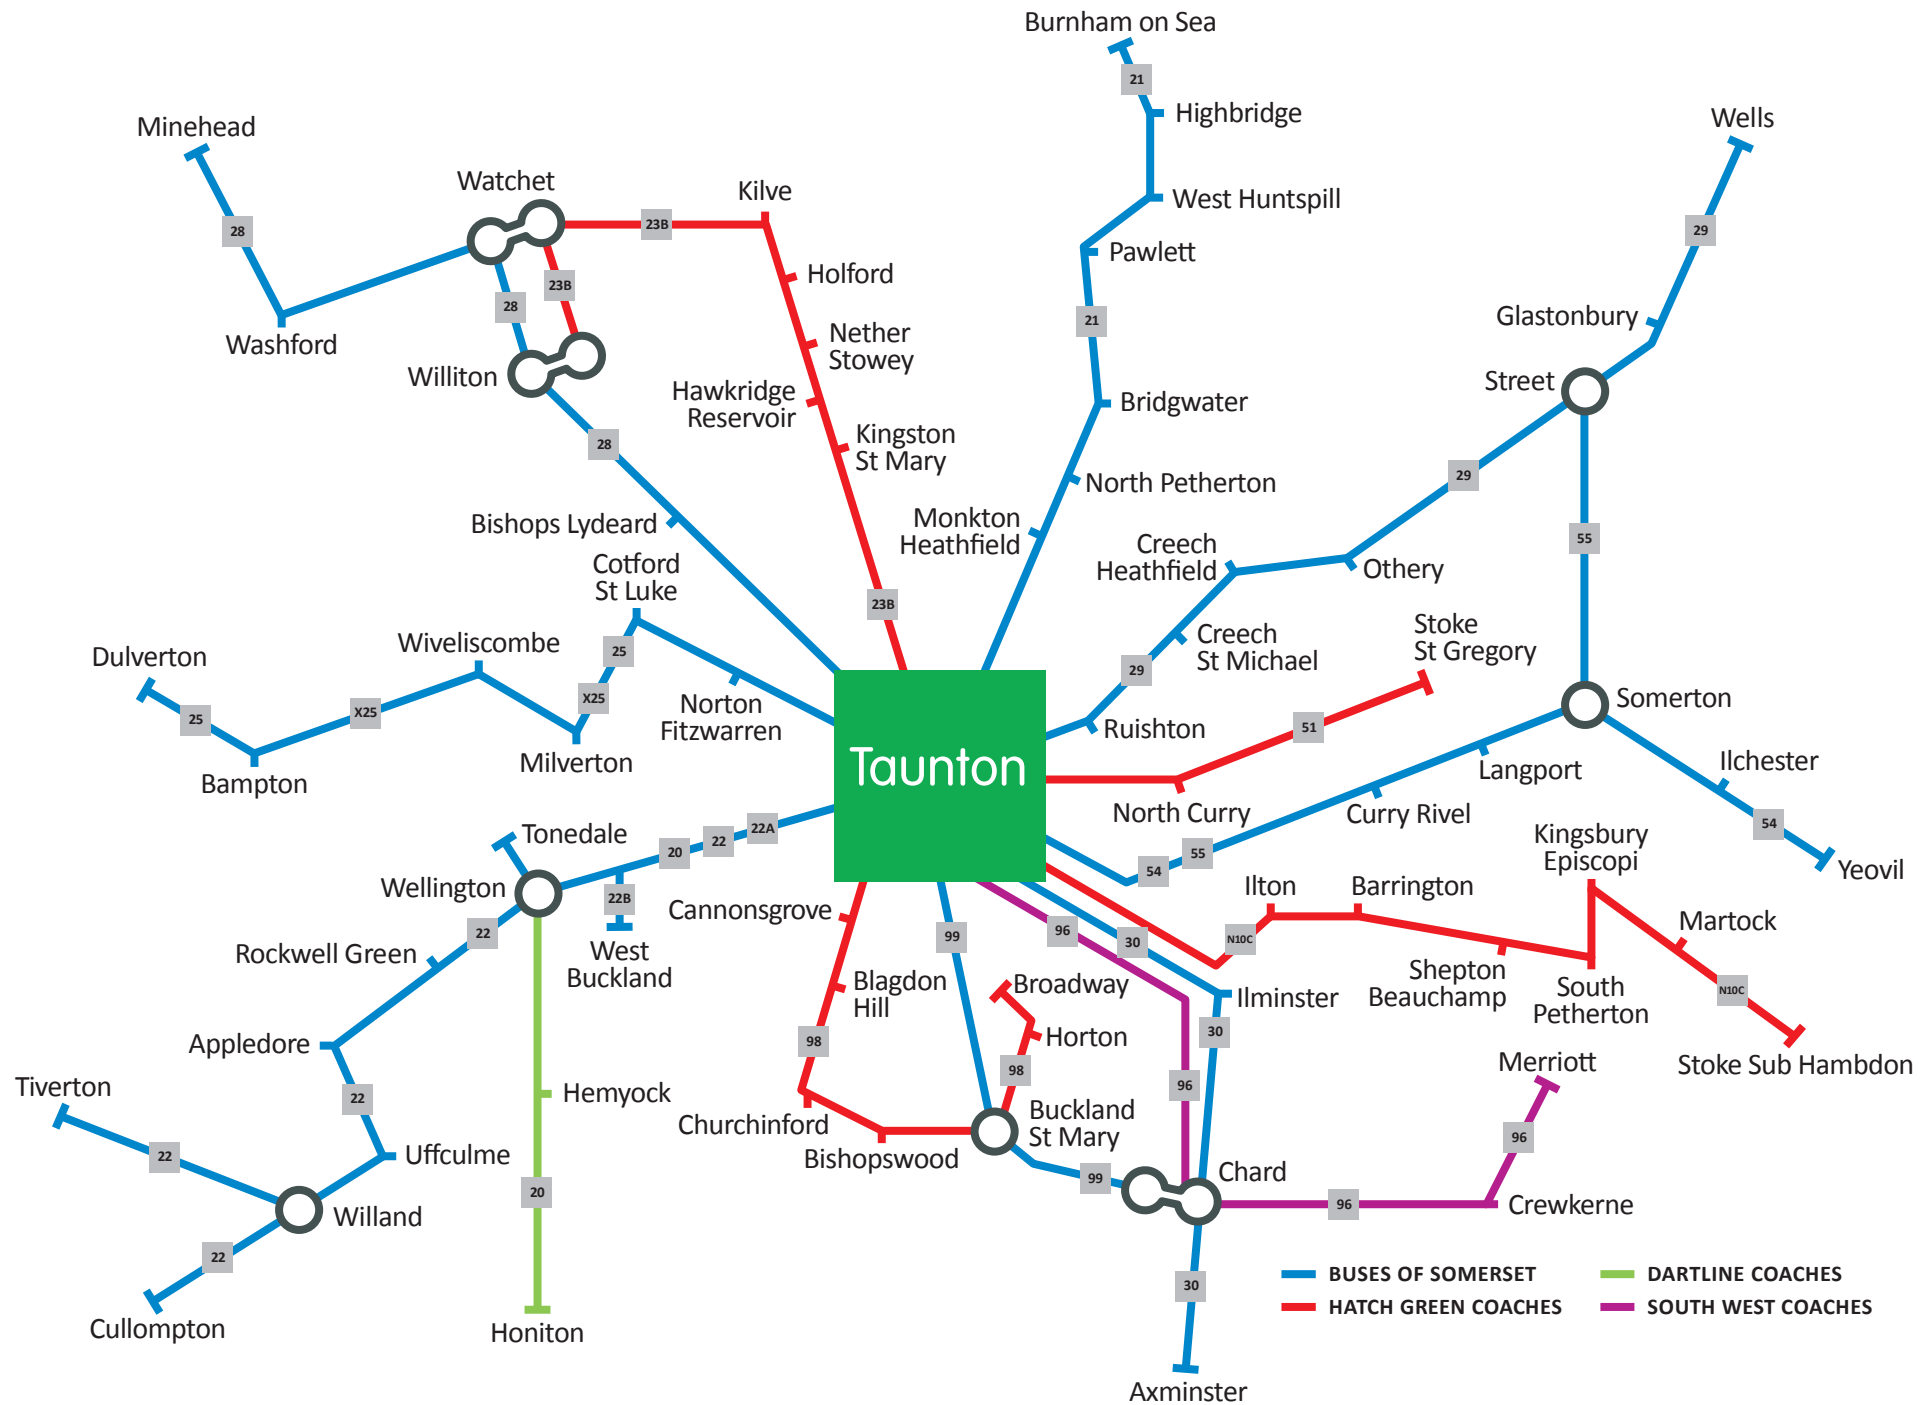 Burnham on Sea
21
Highbridge
West Huntspill
Pawlett
21
Bridgwater
North Petherton
Monkton
Heathfield
Minehead
28
Washford
Watchet
28
23B
Williton
28
Bishops Lydeard
23B
Kilve
Holford
Nether
Stowey
Hawkridge
Reservoir
Kingston
St Mary
23B
Wells
29
Glastonbury
Street
29
55
Othery
Creech
Heathfield
Creech
St Michael
29
Ruishton
Stoke
St Gregory
51
North Curry
Somerton
Langport
Curry Rivel
55
54
Ilchester
54
Yeovil
Cotford
St Luke
25
X25
Norton
Fitzwarren
Milverton
Wiveliscombe
X25
Bampton
25
Dulverton
Taunton
Tonedale
Wellington
20
22
22A
22B
West
Buckland
22
Rockwell Green
Appledore
22
Uffculme
Tiverton
22
Willand
22
Cullompton
Hemyock
20
Honiton
Cannonsgrove
Blagdon
Hill
98
Churchinford
Bishopswood
99
Broadway
Horton
98
Buckland
St Mary
99
96
30
Ilminster
30
96
Chard
96
Crewkerne
96
Merriott
30
Axminster
N10C
Ilton
Barrington
Shepton
Beauchamp
South
Petherton
Kingsbury
Episcopi
Martock
N10C
Stoke Sub Hambdon
BUSES OF SOMERSET
HATCH GREEN COACHES
DARTLINE COACHES
SOUTH WEST COACHES